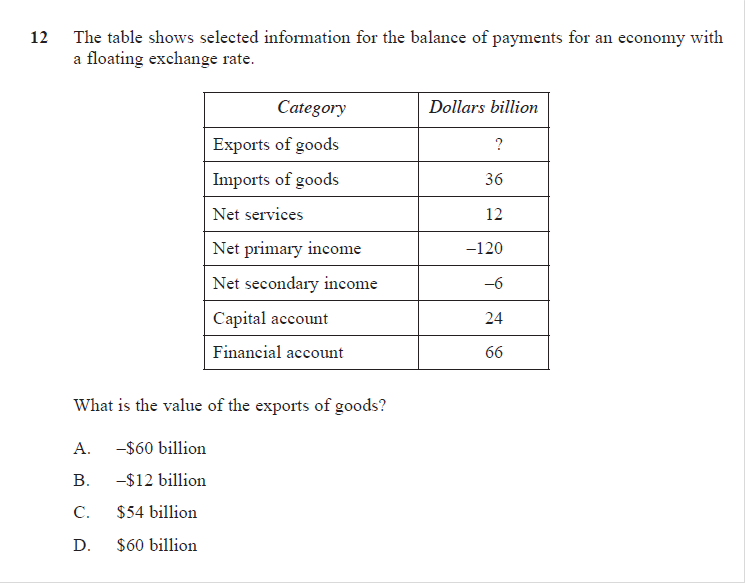 12 The table shows selected information for the balance of payments for an economy with
a floating exchange rate.
Category Dollars billion
Exports of goods ?
Imports of goods 36
Net services 12
Net primary income –120
Net secondary income –6
Capital account 24
Financial account 66
What is the value of the exports of goods?
A. –$60 billion
B. –$12 billion
C. $54 billion
D. $60 billion